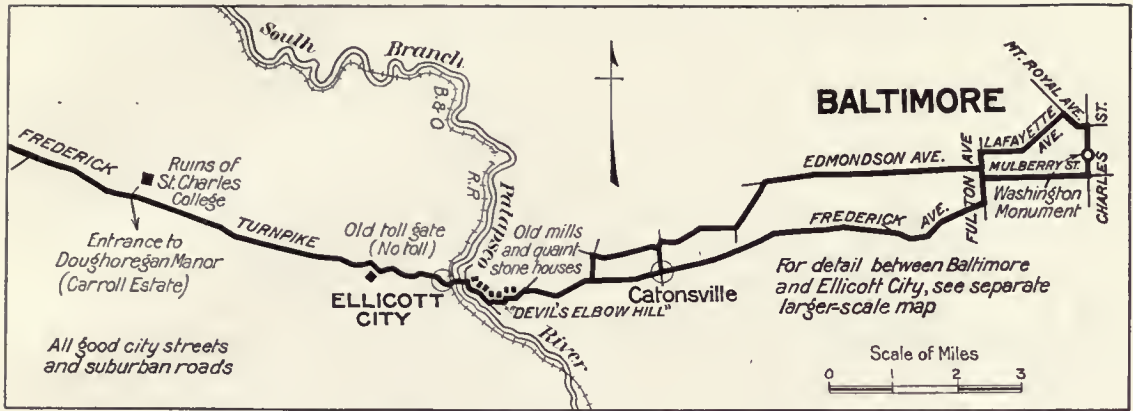 South Branch
B. & O.
R.R.
Patapsco
River
FREDERICK
TURNPIKE
Ruins of
St. Charles
College
Entrance to
Doughoregan Manor
(Carroll Estate)
Old toll gate
(No toll)
ELLICOTT
CITY
All good city streets
and suburban roads
Old mills
and quaint
stone houses
"DEVIL'S ELBOW HILL"
Catonsville
BALTIMORE
EDMONDSON AVE.
FREDERICK AVE.
FULTON AVE
LAFAYETTE AVE.
MT. ROYAL AVE.
MULBERRY ST.
CHARLES ST.
Washington
Monument
For detail between Baltimore
and Ellicott City, see separate
larger-scale map
Scale of Miles
0 1 2 3